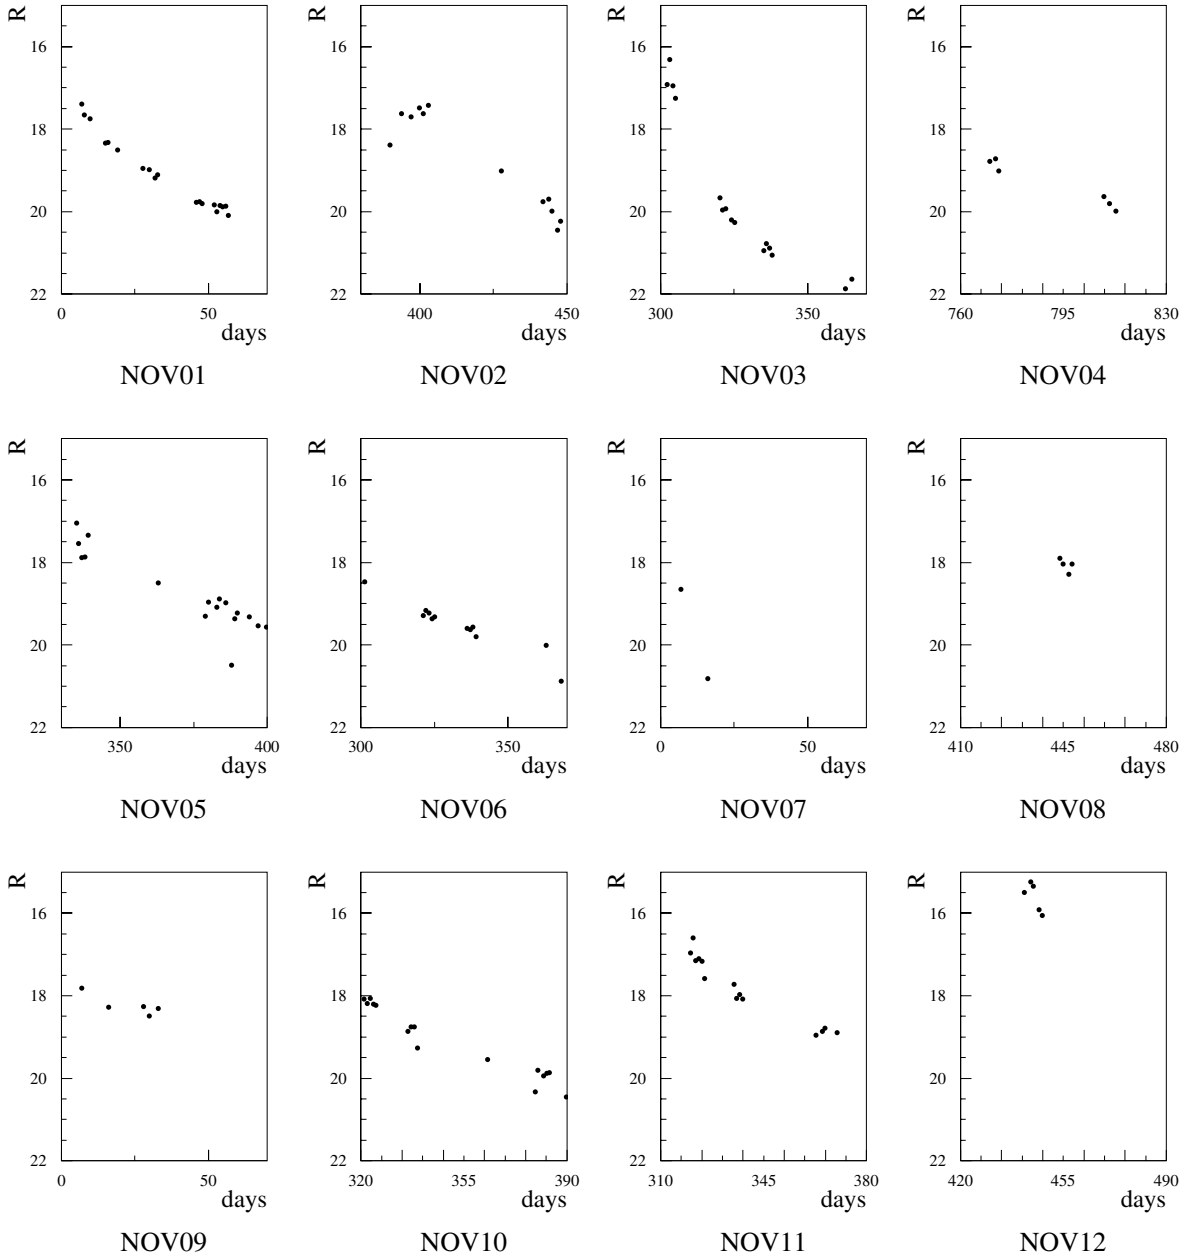 R R R R
16 16 16 16
18 18 18 18
20 20 20 20
22 22 22 22
0 50 400 450 300 350 760 795 830
days days days days
NOV01 NOV02 NOV03 NOV04
R R R R
16 16 16 16
18 18 18 18
20 20 20 20
22 22 22 22
350 400 300 350 0 50 410 445 480
days days days days
NOV05 NOV06 NOV07 NOV08
R R R R
16 16 16 16
18 18 18 18
20 20 20 20
22 22 22 22
0 50 320 355 390 310 345 380 420 455 490
days days days days
NOV09 NOV10 NOV11 NOV12